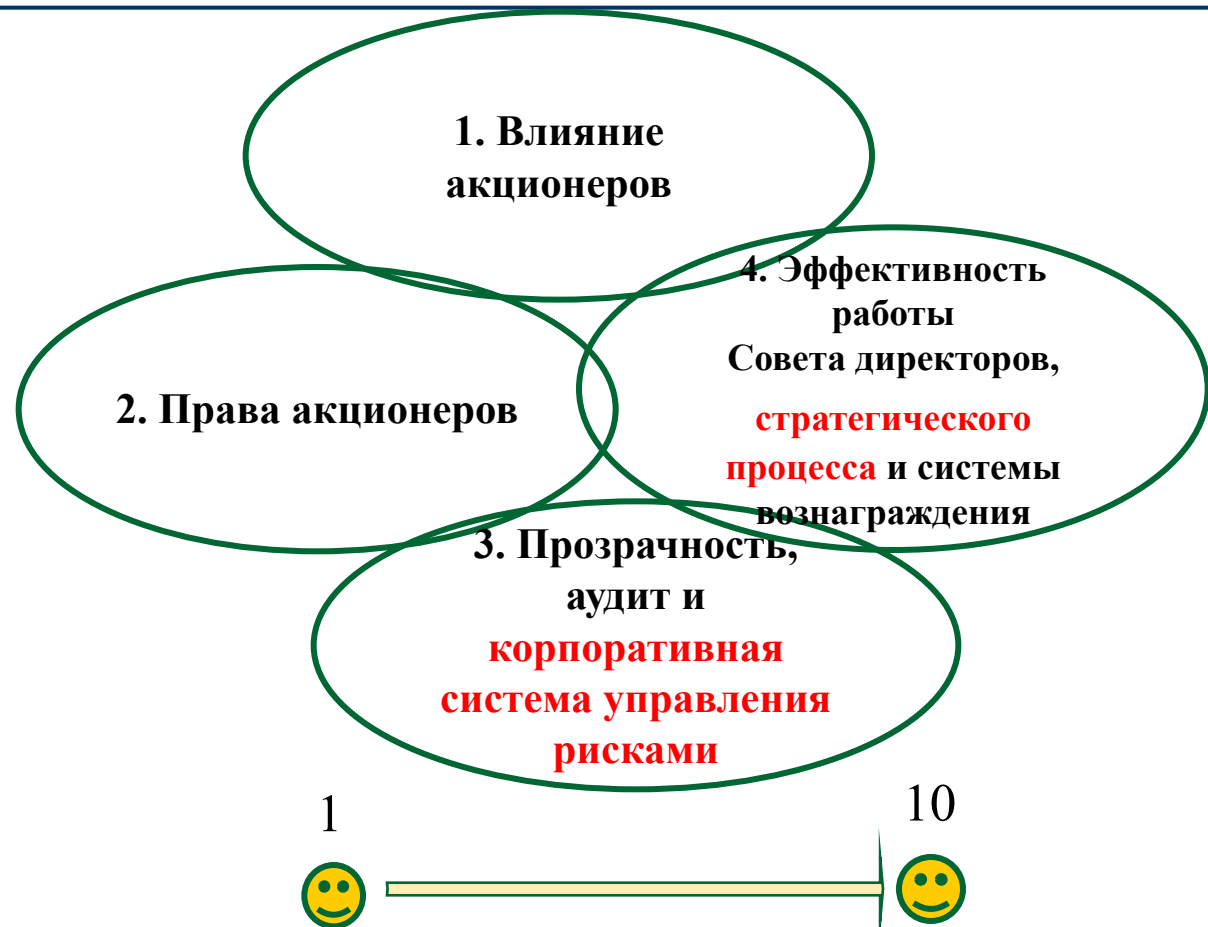 1. Влияние
акционеров
2. Права акционеров
4. Эффективность
работы
Совета директоров,
стратегического
процесса и системы
вознаграждения
3. Прозрачность,
аудит и
корпоративная
система управления
рисками
1
10